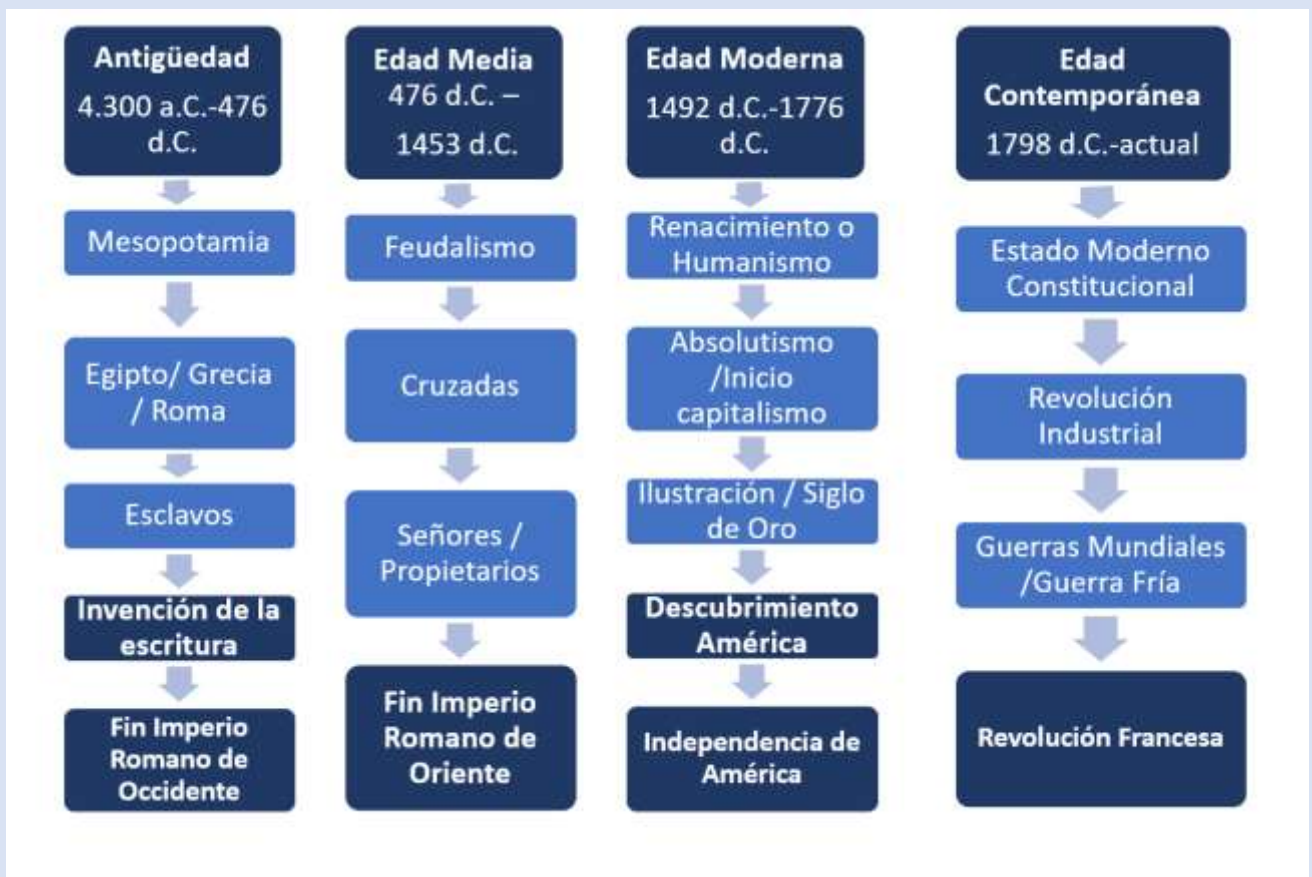 Antigüedad
4.300 a.C.-476
d.C.
Mesopotamia
Egipto/ Grecia
/ Roma
Esclavos
Invención de la
escritura
Fin Imperio
Romano de
Occidente
Edad Media
476 d.C. –
1453 d.C.
Feudalismo
Cruzadas
Señores /
Propietarios
Fin Imperio
Romano de
Oriente
Edad Moderna
1492 d.C.-1776
d.C.
Renacimiento o
Humanismo
Absolutismo
/Inicio
capitalismo
Ilustración / Siglo
de Oro
Descubrimiento
América
Independencia de
América
Edad
Contemporánea
1798 d.C.-actual
Estado Moderno
Constitucional
Revolución
Industrial
Guerras Mundiales
/Guerra Fría
Revolución Francesa